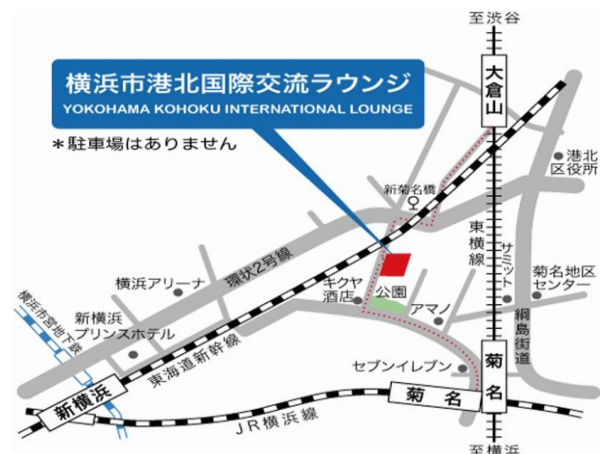 至渋谷
大倉山
横浜市港北国際交流ラウンジ
YOKOHAMA KOHOKU INTERNATIONAL LOUNGE
＊駐車場はありません
港北
区役所
新菊名橋
東横線
環状2号線
横浜アリーナ
サミット
菊名地区
センター
キクヤ
酒店
公園
アマノ
新横浜
プリンスホテル
横浜市営地下鉄
東海道新幹線
綱島街道
セブンイレブン
新横浜
菊名
菊名
JR横浜線
至横浜